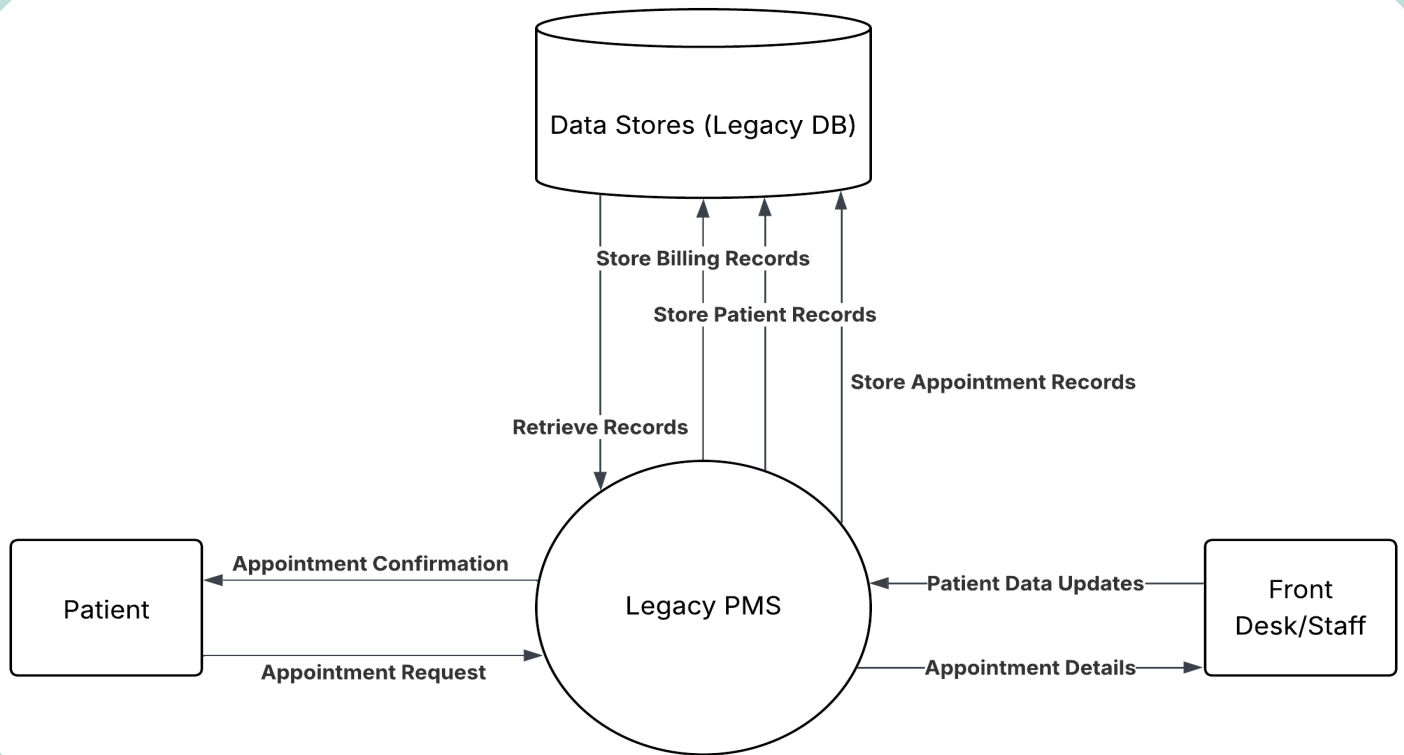 Data Stores (Legacy DB)
Store Billing Records
Store Patient Records
Store Appointment Records
Retrieve Records
Appointment Confirmation
Patient
Appointment Request
Legacy PMS
Patient Data Updates
Appointment Details
Front
Desk/Staff